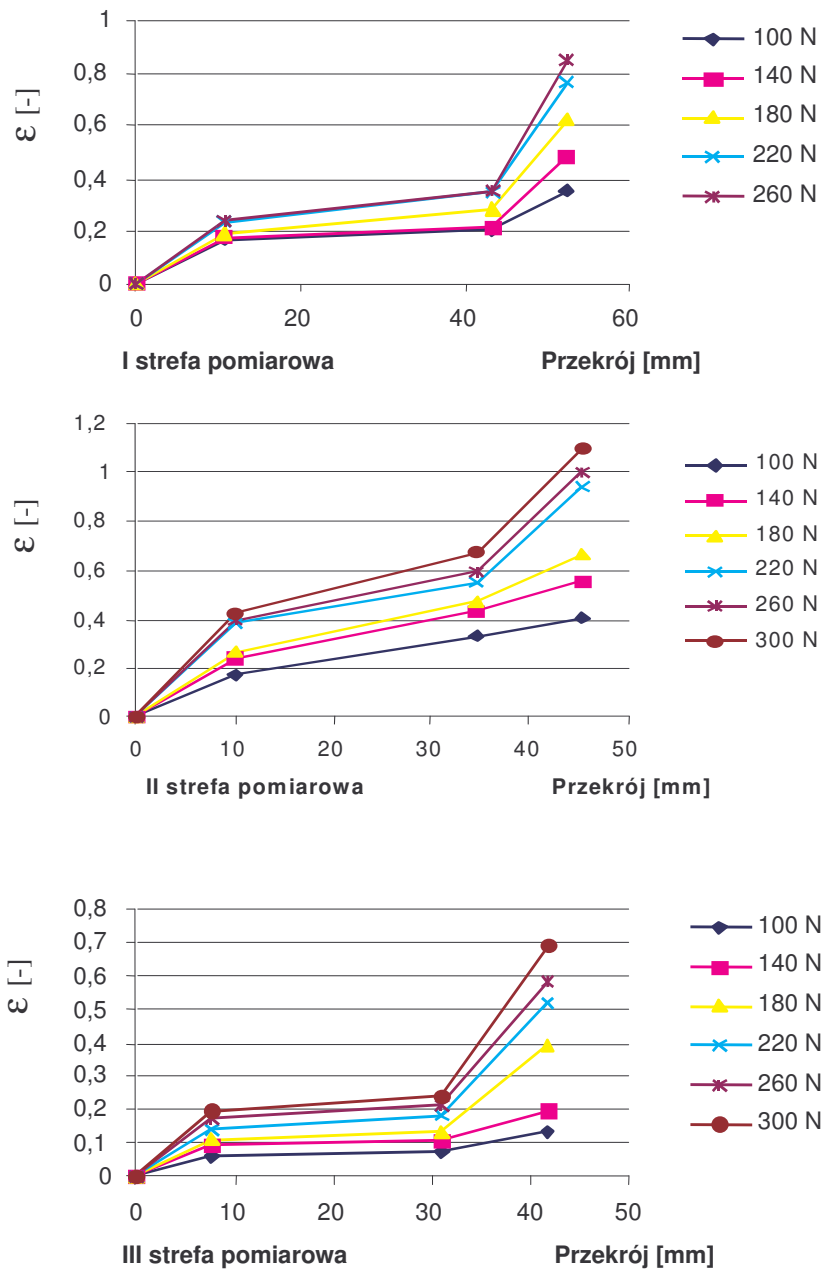 1
0,8
0,6
0,4
0,2
0
ε [-]
0 20 40 60
I strefa pomiarowa Przekrój [mm]
100 N
140 N
180 N
220 N
260 N
1,2
1
0,8
0,6
0,4
0,2
0
ε [-]
0 10 20 30 40 50
II strefa pomiarowa Przekrój [mm]
100 N
140 N
180 N
220 N
260 N
300 N
0,8
0,7
0,6
0,5
0,4
0,3
0,2
0,1
0
ε [-]
0 10 20 30 40 50
III strefa pomiarowa Przekrój [mm]
100 N
140 N
180 N
220 N
260 N
300 N